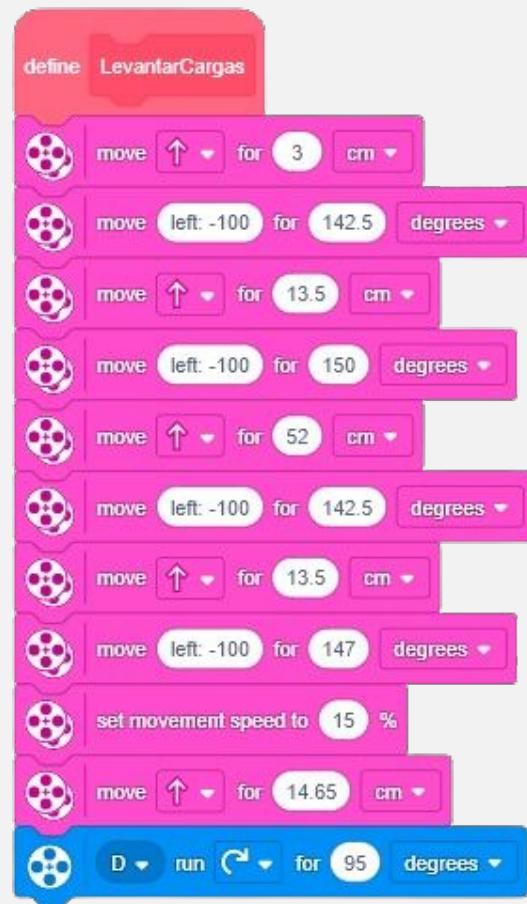 define LevantarCargas
move for 3 cm
move left: -100 for 142.5 degrees
move for 13.5 cm
move left: -100 for 150 degrees
move for 52 cm
move left: -100 for 142.5 degrees
move for 13.5 cm
move left: -100 for 147 degrees
set movement speed to 15 %
move for 14.65 cm
D run for 95 degrees